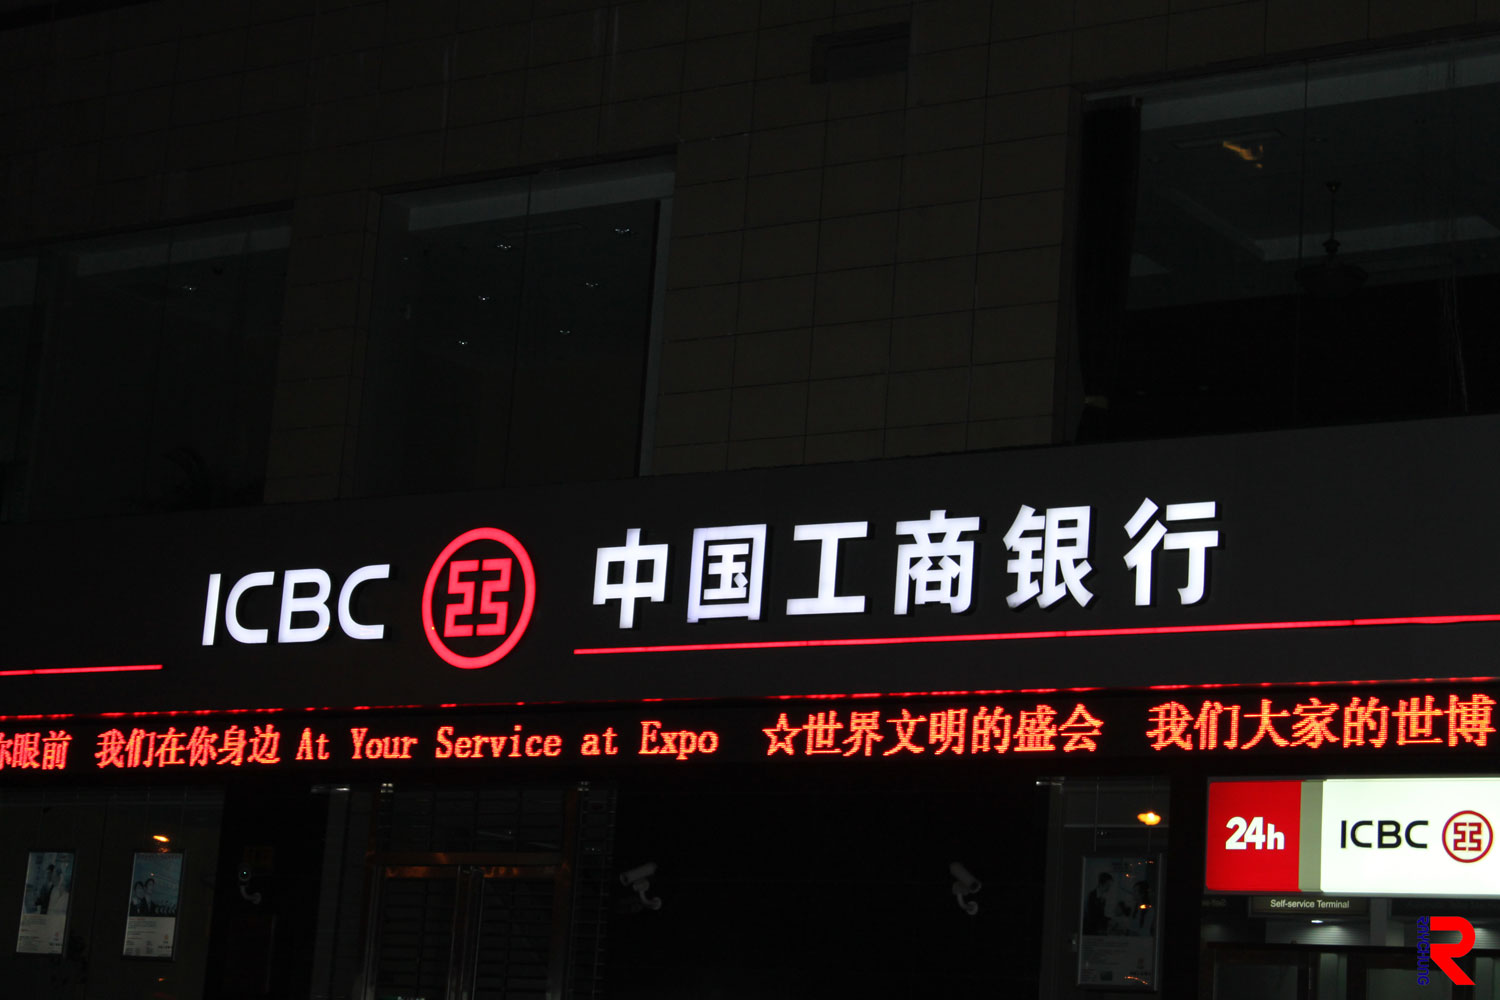 ICBC 中国工商银行
你眼前 我们在你身边 At Your Service at Expo ☆世界文明的盛会 我们大家的世博
24h ICBC
Self-service Terminal
RAYCHUNG